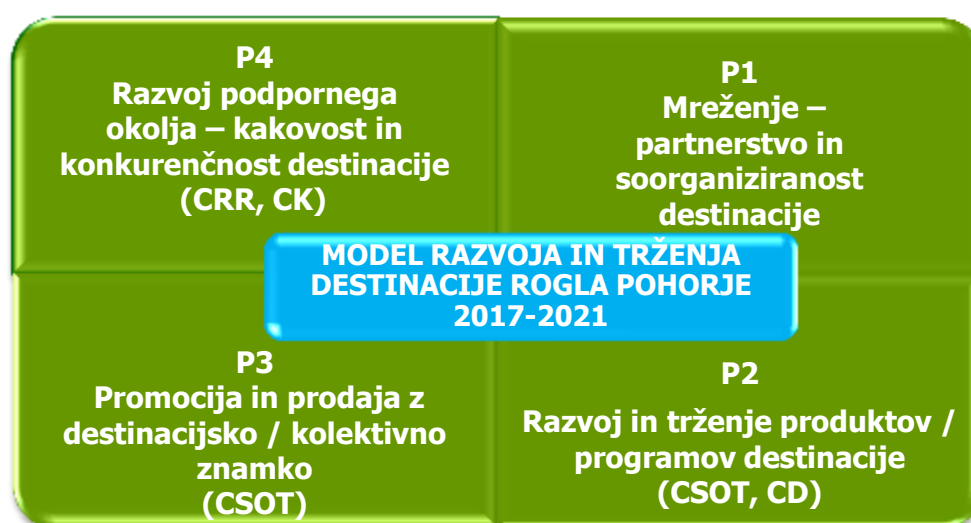 P4
Razvoj podpornega
okolja – kakovost in
konkurenčnost destinacije
(CRR, CK)
P1
Mreženje –
partnerstvo in
soorganiziranost
destinacije
MODEL RAZVOJA IN TRŽENJA
DESTINACIJE ROGLA POHORJE
2017-2021
P3
Promocija in prodaja z
destinacijsko / kolektivno
znamko
(CSOT)
P2
Razvoj in trženje produktov /
programov destinacije
(CSOT, CD)